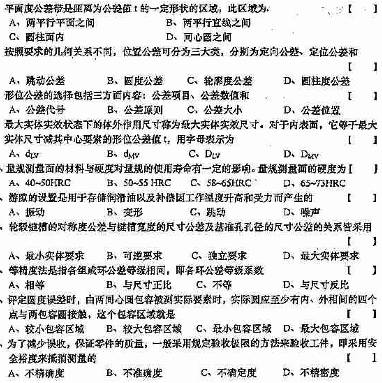 平面度公差带是距离为公差值 t 的一定形状的区域，此区域为 【 】
A、两平行平面之间 B、两平行直线之间
C、圆柱面内 D、同心圆之间
按照要求的几何关系不同，位置公差可分为三大类，分别为定向公差、定位公差和
【 】
A、跳动公差 B、圆度公差 C、轮廓度公差 D、圆柱度公差
形位公差的选择包括三方面内容：公差项目、公差数值和 【 】
A、公差代号 B、公差原则 C、公差大小 D、公差位置
最大实体实效状态下的体外作用尺寸称为最大实体实效尺寸。对于内表面，它等于最大
实体尺寸减其中心要素的形位公差值 t，用字母表示为 【 】
A、dLV B、dMV C、DLV D、DMV
、量规测量面的材料与硬度对量规的使用寿命有一定的影响。量规测量面的硬度为【 】
A、40~50HRC B、50~55 HRC C、58~65HRC D、65~73HRC
、游隙的设置是用于存储润滑油以及补偿因工作温度升高和受力而产生的 【 】
A、振动 B、变形 C、跳动 D、噪声
、轮毂键槽的对称度公差与键槽宽度的尺寸公差及基准孔孔径的尺寸公差的关系皆采用
【 】
A、最小实体要求 B、可逆要求 C、独立要求 D、最大实体要求
、等精度法是指各组成环公差等级相同，即各环公差等级系数 【 】
A、相等 B、与尺寸正比 C、不等 D、与尺寸反比
、评定圆度误差时，由两同心圆包容被测实际要素时，实际圆应至少有内、外相间的四个
点与两包容圆接触，这个包容区域就是 【 】
A、较小包容区域 B、较大包容区域 C、最小包容区域 D、最大包容区域
、为了减少误收，保证零件的质量，一般采用规定验收极限的方法来验收工件，即采用安
全裕度来抵消测量的 【 】
A、不精确度 B、不准确度 C、不确定度 D、不精密度